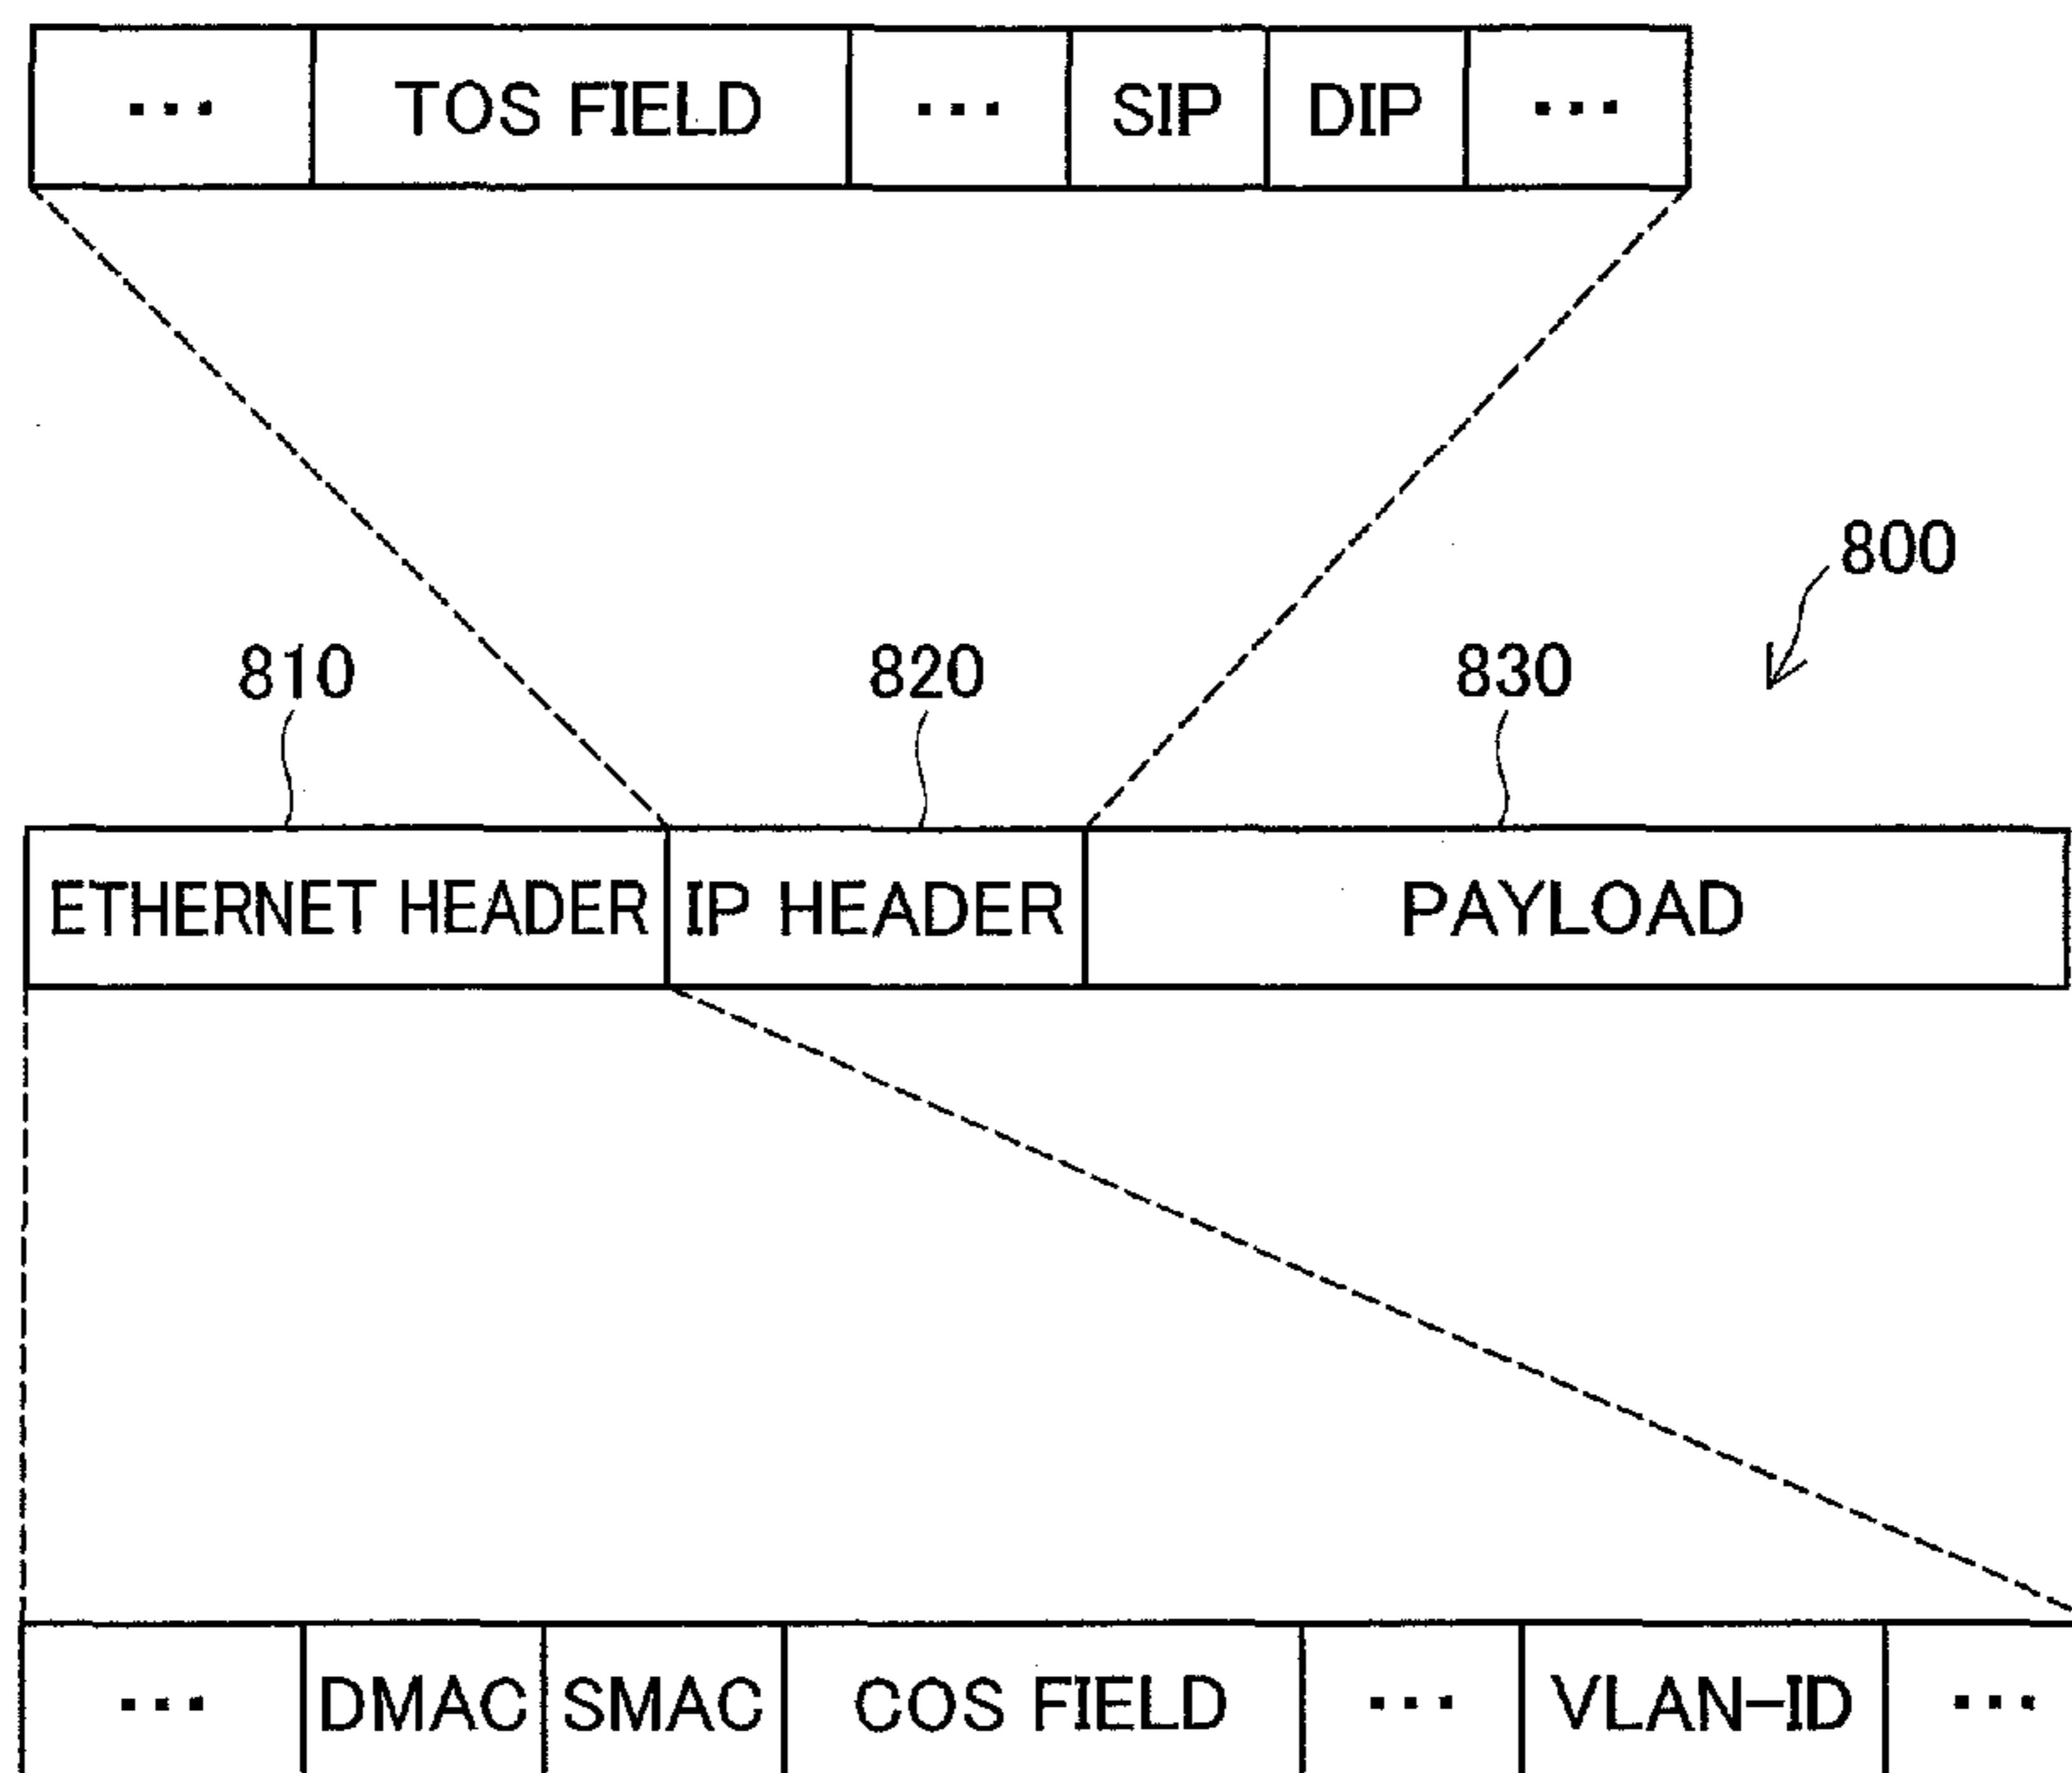 ... TOS FIELD ... SIP DIP ...
800
810 820 830
ETHERNET HEADER IP HEADER PAYLOAD
... DMAC SMAC COS FIELD ... VLAN-ID ...